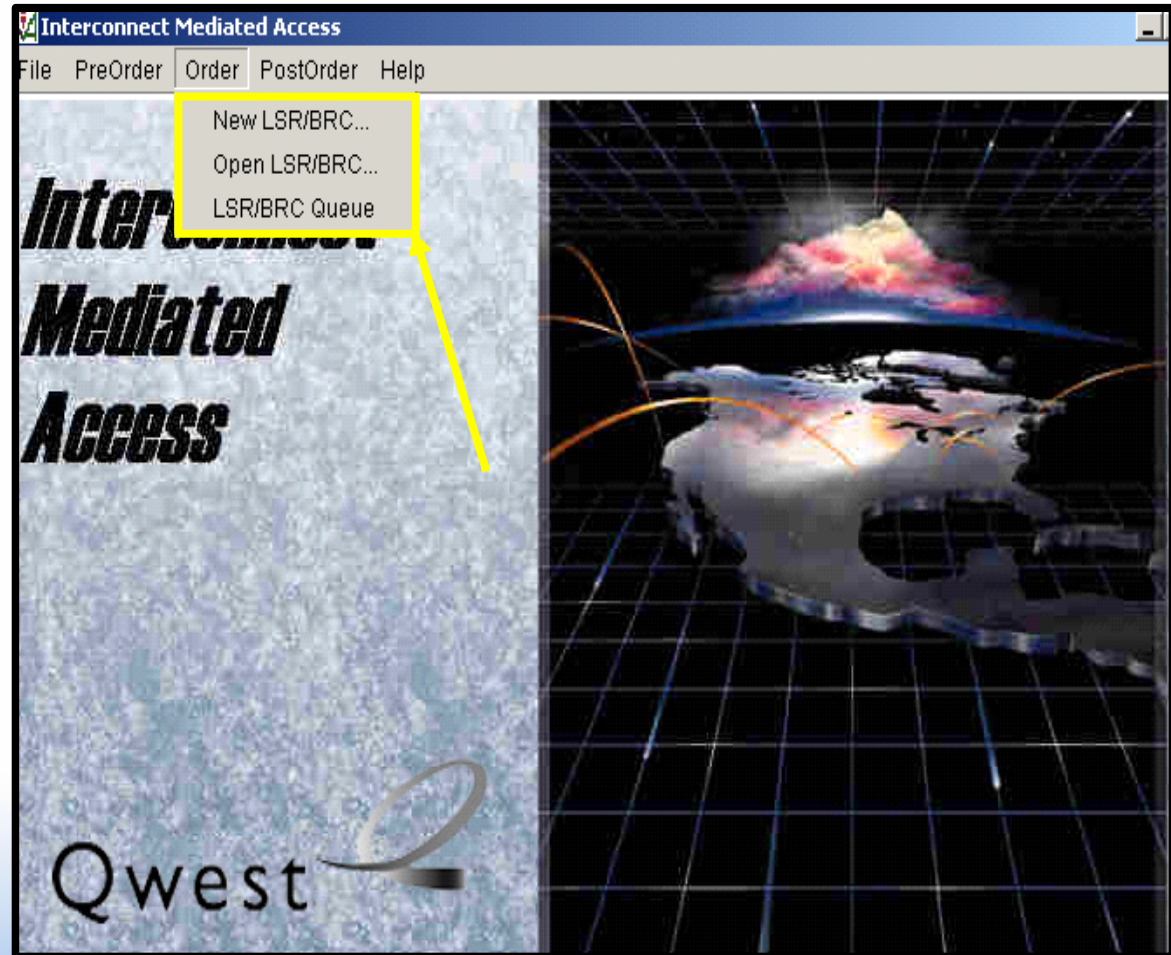 Interconnect Mediated Access
File PreOrder Order PostOrder Help
New LSR/BRC...
Open LSR/BRC...
LSR/BRC Queue
Interconnect
Mediated
Access
Qwest